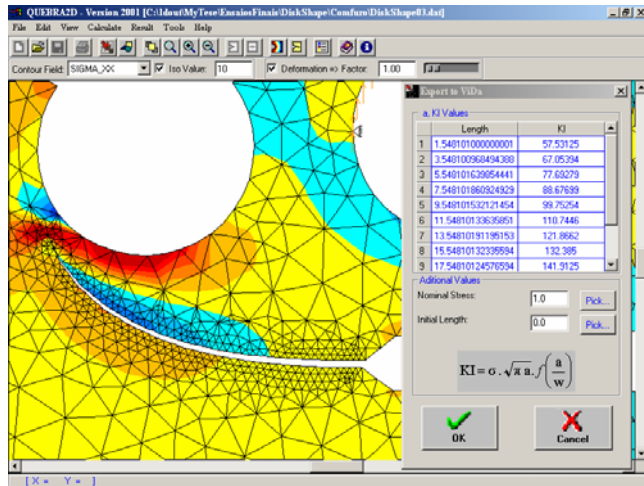 QUEBRA2D - Version 2001 [C:\Idout\MyTese\EnsaiosFinais\DiskShape\Comfuro\DiskShape03.dat]
File Edit View Calculate Result Tools Help
Contour Field: SIGMA_XX Iso Value: 10 Deformation => Factor: 1.00
Export to ViDa
a, KI Values
Length KI
1 1.548101000000001 57.53125
2 3.548100968494388 67.05394
3 5.548101639854441 77.69279
4 7.548101860924929 88.67699
5 9.548101532121454 99.75254
6 11.54810133635851 110.7446
7 13.54810191195153 121.8662
8 15.54810132335594 132.385
9 17.54810124576594 141.9125
Aditional Values
Nominal Stress: 1.0 Pick...
Initial Length: 0.0 Pick...
KI = σ . √π a . f(a/w)
OK Cancel
[ X = Y = ]